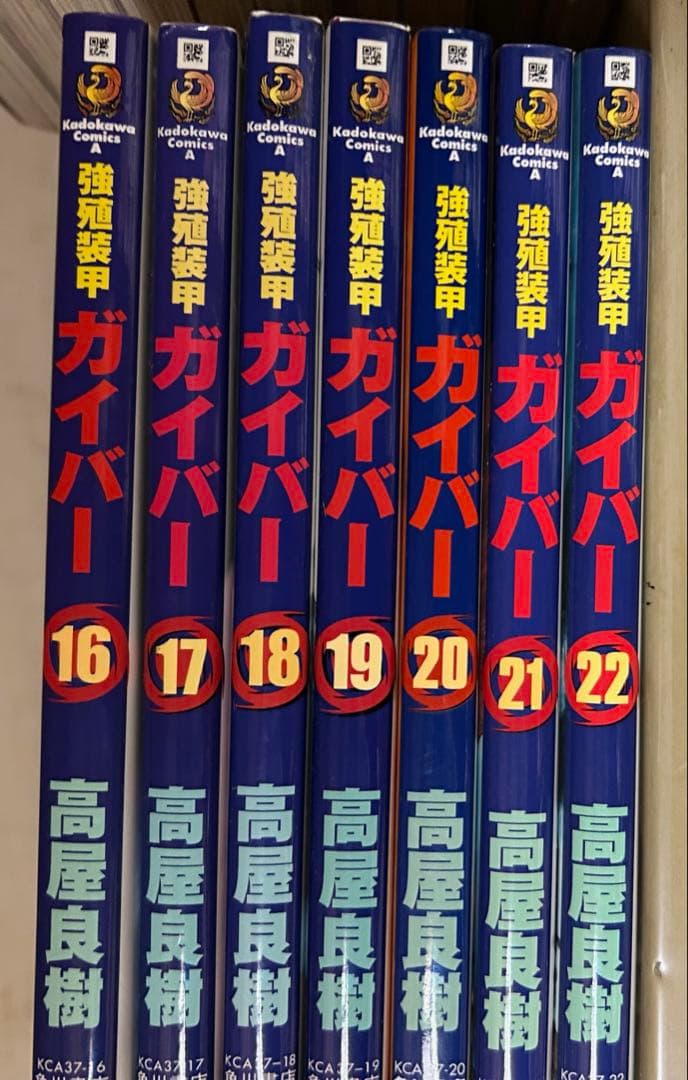 Kadokawa
Comics
A
強殖装甲
ガイバー
16
高屋良樹
KCA37-16
Kadokawa
Comics
A
強殖装甲
ガイバー
17
高屋良樹
KCA37-17
Kadokawa
Comics
A
強殖装甲
ガイバー
18
高屋良樹
KCA37-18
Kadokawa
Comics
A
強殖装甲
ガイバー
19
高屋良樹
KCA37-19
Kadokawa
Comics
A
強殖装甲
ガイバー
20
高屋良樹
KCA37-20
Kadokawa
Comics
A
強殖装甲
ガイバー
21
高屋良樹
Kadokawa
Comics
A
強殖装甲
ガイバー
22
高屋良樹